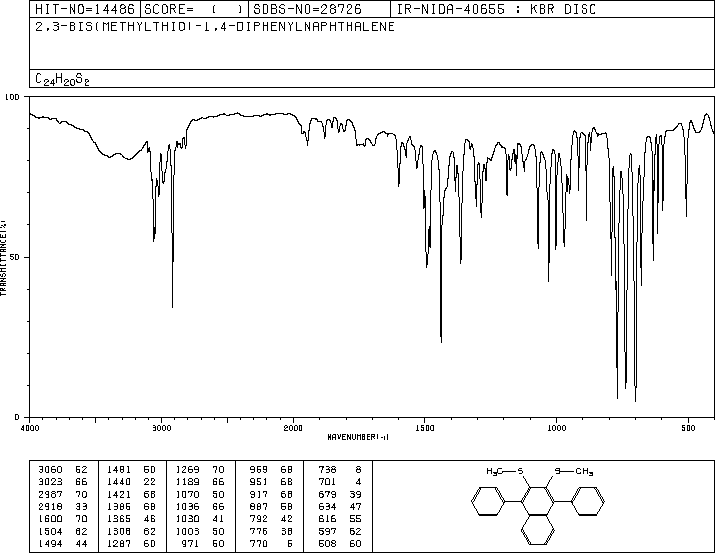 HIT-NO=14486 SCORE= ( ) SDBS-NO=28726 IR-NIDA-40655 : KBR DISC
2,3-BIS(METHYLTHIO)-1,4-DIPHENYLNAPHTHALENE
C24H20S2
100
50
0
TRANSMITTANCE(%)
4000 3000 2000 1500 1000 500
WAVENUMBER(-1)
3060 52 1481 50 1269 70 969 68 738 8
3023 66 1440 22 1189 66 951 68 701 4
2987 70 1421 68 1070 50 917 68 679 39
2918 33 1386 68 1036 66 887 58 634 47
1600 70 1365 46 1030 41 792 42 616 55
1504 62 1308 62 1003 50 776 38 597 62
1494 44 1287 60 971 50 770 5 508 60
H3C S S CH3